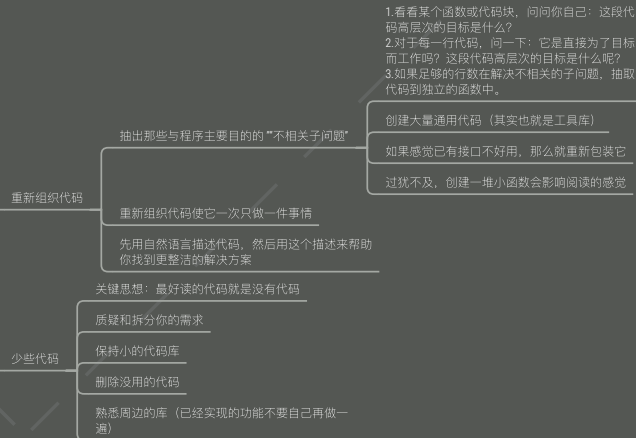 1.看看某个函数或代码块，问问你自己：这段代
码高层次的目标是什么？
2.对于每一行代码，问一下：它是直接为了目标
而工作吗？这段代码高层次的目标是什么呢？
3.如果足够的行数在解决不相关的子问题，抽取
代码到独立的函数中。
创建大量通用代码（其实也就是工具库）
抽出那些与程序主要目的的 ""不相关子问题"
如果感觉已有接口不好用，那么就重新包装它
过犹不及，创建一堆小函数会影响阅读的感觉
重新组织代码
重新组织代码使它一次只做一件事情
先用自然语言描述代码，然后用这个描述来帮助
你找到更整洁的解决方案
关键思想：最好读的代码就是没有代码
质疑和拆分你的需求
少些代码
保持小的代码库
删除没用的代码
熟悉周边的库（已经实现的功能不要自己再做一
遍）